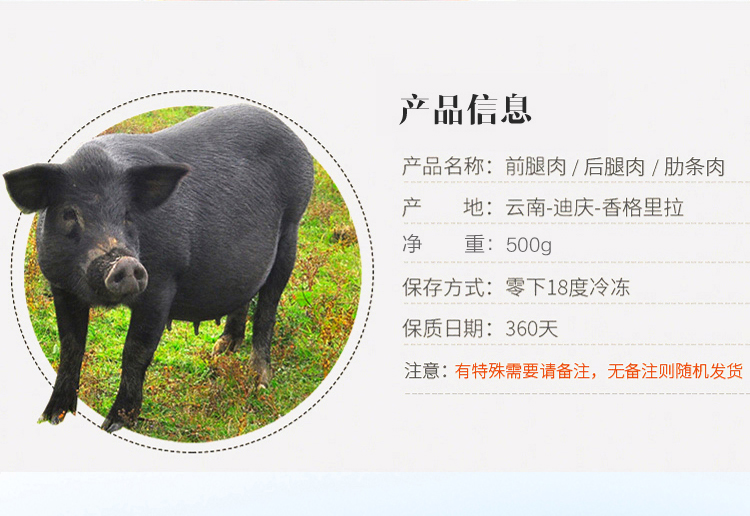 产品信息
产品名称：前腿肉 / 后腿肉 / 肋条肉
产 地：云南-迪庆-香格里拉
净 重：500g
保存方式：零下18度冷冻
保质日期：360天
注意：有特殊需要请备注，无备注则随机发货